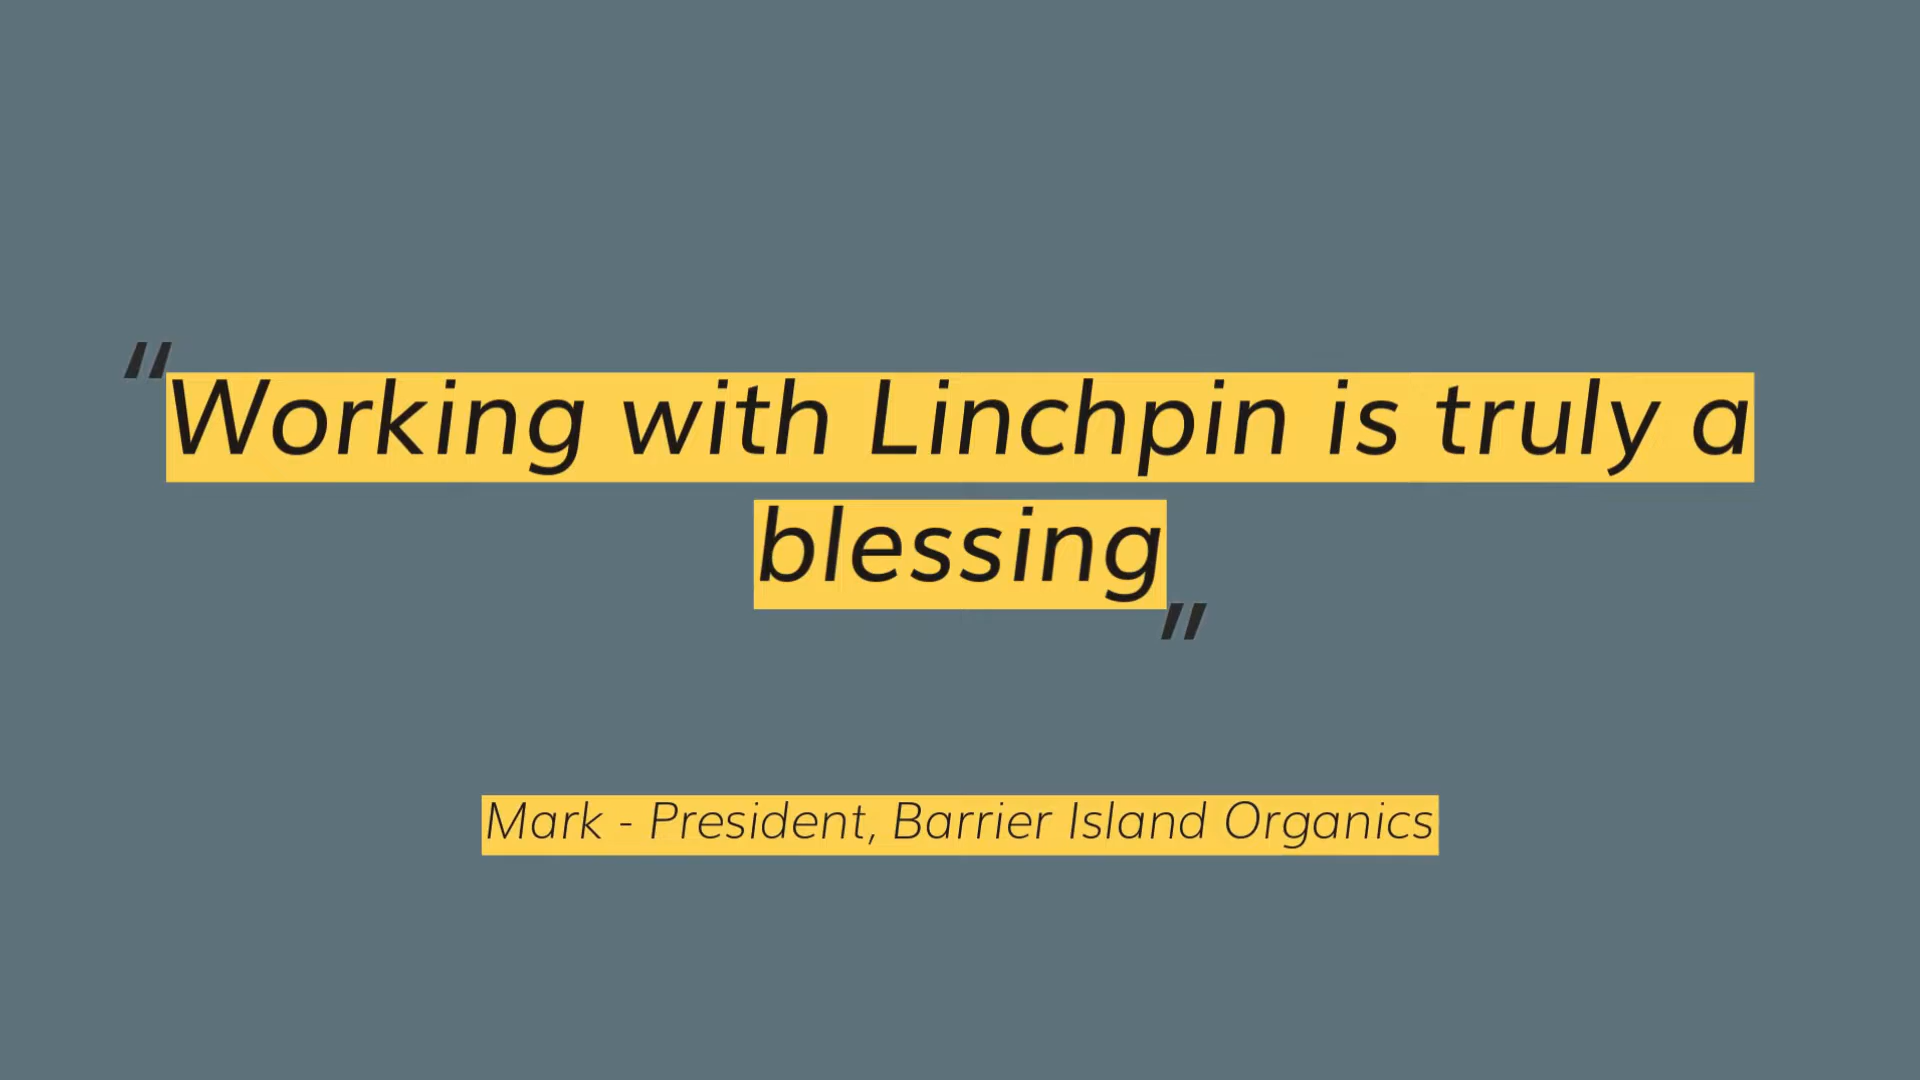 "Working with Linchpin is truly a
blessing"
Mark - President, Barrier Island Organics